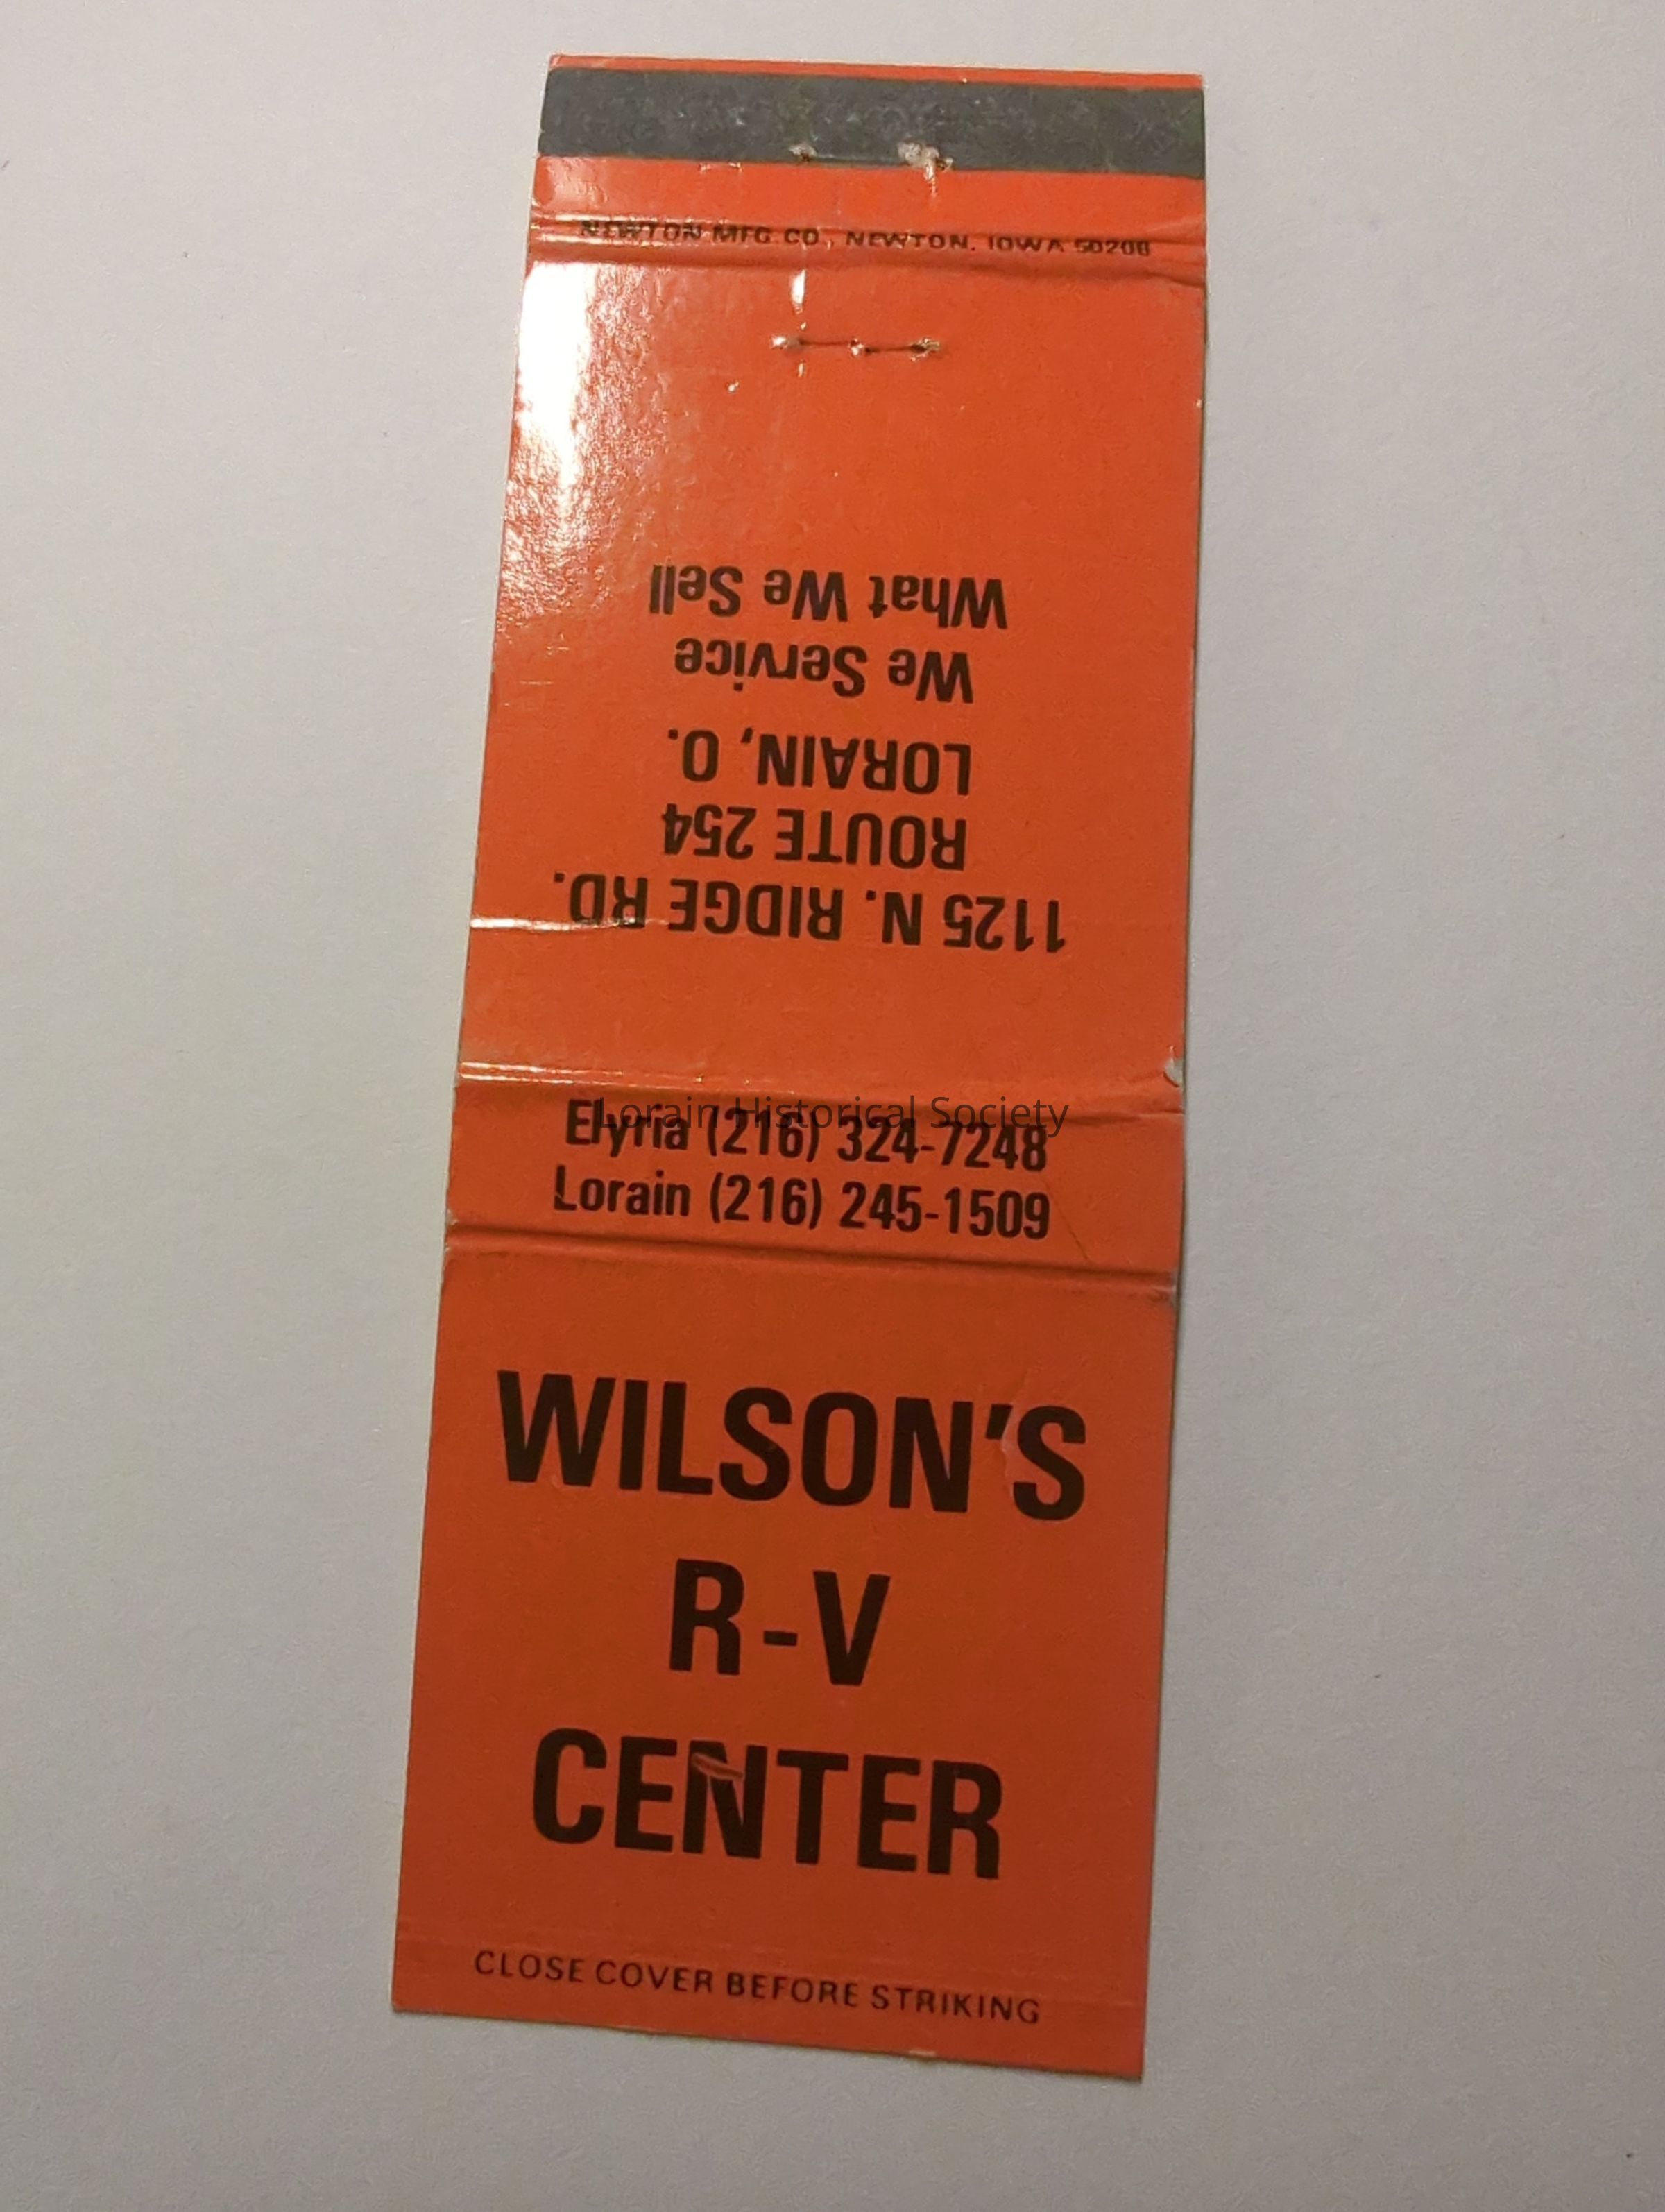 NEWTON MFG. CO., NEWTON, IOWA 50208
1125 N. RIDGE RD.
ROUTE 254
LORAIN, O.
We Service
What We Sell
Lorain Historical Society
Elyria (216) 324-7248
Lorain (216) 245-1509
WILSON'S
R-V
CENTER
CLOSE COVER BEFORE STRIKING